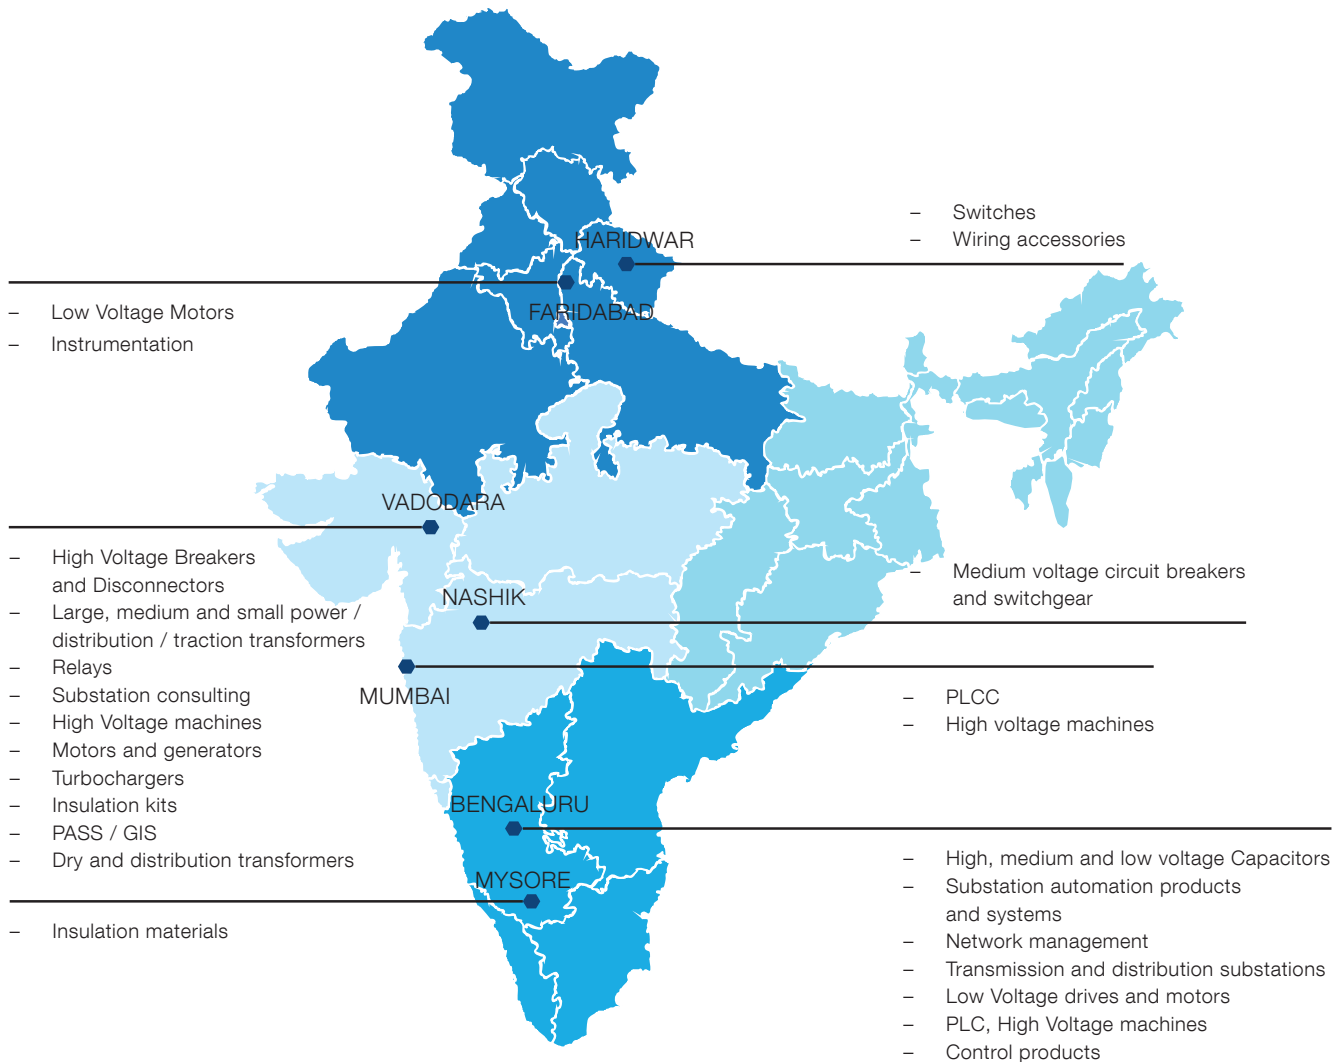 – Switches
HARIDWAR
– Wiring accessories
– Low Voltage Motors
FARIDABAD
– Instrumentation
VADODARA
– High Voltage Breakers
and Disconnectors
– Large, medium and small power /
distribution / traction transformers
– Relays
– Substation consulting
– High Voltage machines
– Motors and generators
– Turbochargers
– Insulation kits
– PASS / GIS
– Dry and distribution transformers
NASHIK
– Medium voltage circuit breakers
and switchgear
MUMBAI
– PLCC
– High voltage machines
BENGALURU
– High, medium and low voltage Capacitors
– Substation automation products
and systems
– Network management
– Transmission and distribution substations
– Low Voltage drives and motors
– PLC, High Voltage machines
– Control products
MYSORE
– Insulation materials